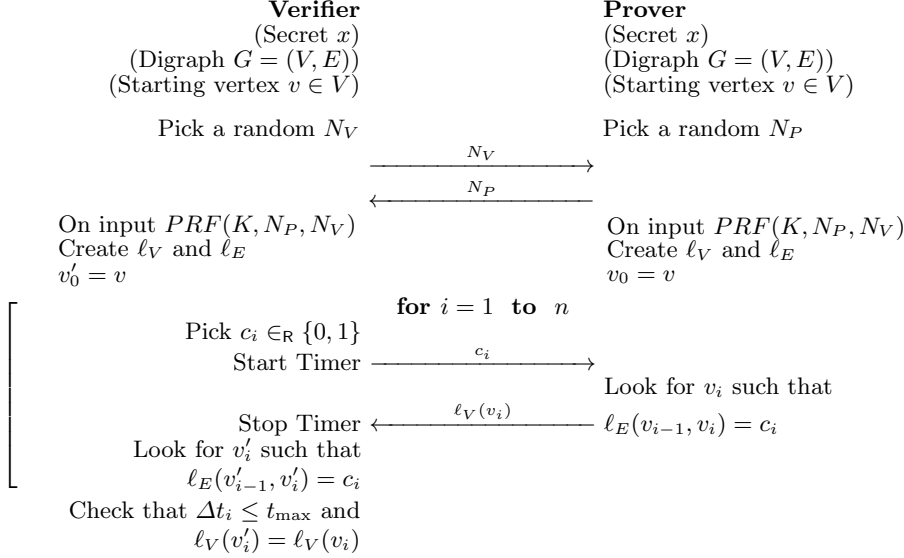 Verifier Prover
(Secret x) (Secret x)
(Digraph G = (V, E)) (Digraph G = (V, E))
(Starting vertex v ∈ V) (Starting vertex v ∈ V)
Pick a random N_V Pick a random N_P
N_V
N_P
On input PRF(K, N_P, N_V) On input PRF(K, N_P, N_V)
Create ℓ_V and ℓ_E Create ℓ_V and ℓ_E
v′_0 = v v_0 = v
for i = 1 to n
Pick c_i ∈_R {0, 1}
Start Timer c_i
Look for v_i such that
Stop Timer ℓ_V(v_i) ℓ_E(v_{i−1}, v_i) = c_i
Look for v′_i such that
ℓ_E(v′_{i−1}, v′_i) = c_i
Check that Δt_i ≤ t_max and
ℓ_V(v′_i) = ℓ_V(v_i)